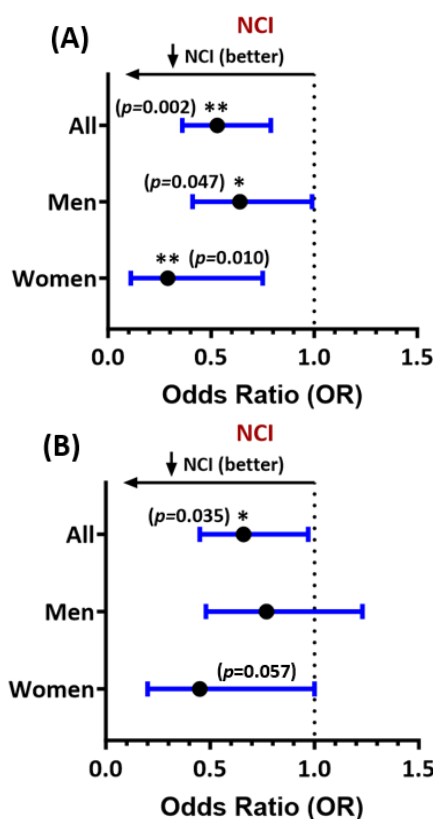 (A)
NCI
NCI (better)
All
(p=0.002) **
Men
(p=0.047) *
Women
** (p=0.010)
0.0 0.5 1.0 1.5
Odds Ratio (OR)
(B)
NCI
NCI (better)
All
(p=0.035) *
Men
Women
(p=0.057)
0.0 0.5 1.0 1.5
Odds Ratio (OR)